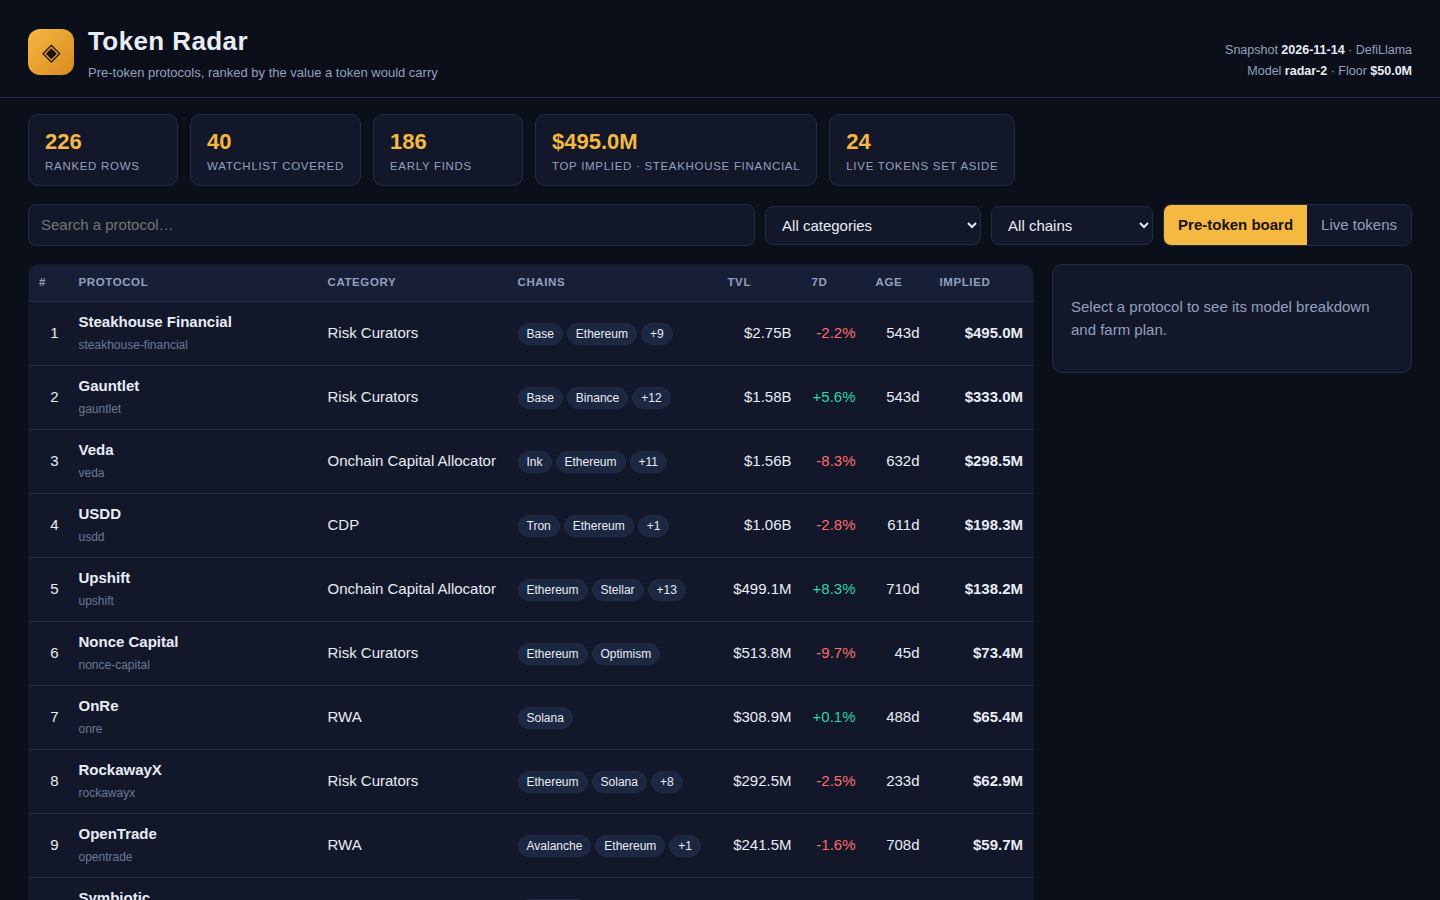 Token Radar
Pre-token protocols, ranked by the value a token would carry
Snapshot 2026-11-14 · DefiLlama
Model radar-2 · Floor $50.0M
226
RANKED ROWS
40
WATCHLIST COVERED
186
EARLY FINDS
$495.0M
TOP IMPLIED · STEAKHOUSE FINANCIAL
24
LIVE TOKENS SET ASIDE
Search a protocol…
All categories
All chains
Pre-token board
Live tokens
# PROTOCOL CATEGORY CHAINS TVL 7D AGE IMPLIED
1 Steakhouse Financial Risk Curators Base Ethereum +9 $2.75B -2.2% 543d $495.0M
steakhouse-financial
2 Gauntlet Risk Curators Base Binance +12 $1.58B +5.6% 543d $333.0M
gauntlet
3 Veda Onchain Capital Allocator Ink Ethereum +11 $1.56B -8.3% 632d $298.5M
veda
4 USDD CDP Tron Ethereum +1 $1.06B -2.8% 611d $198.3M
usdd
5 Upshift Onchain Capital Allocator Ethereum Stellar +13 $499.1M +8.3% 710d $138.2M
upshift
6 Nonce Capital Risk Curators Ethereum Optimism $513.8M -9.7% 45d $73.4M
nonce-capital
7 OnRe RWA Solana $308.9M +0.1% 488d $65.4M
onre
8 RockawayX Risk Curators Ethereum Solana +8 $292.5M -2.5% 233d $62.9M
rockawayx
9 OpenTrade RWA Avalanche Ethereum +1 $241.5M -1.6% 708d $59.7M
opentrade
Symbiotic
Select a protocol to see its model breakdown
and farm plan.